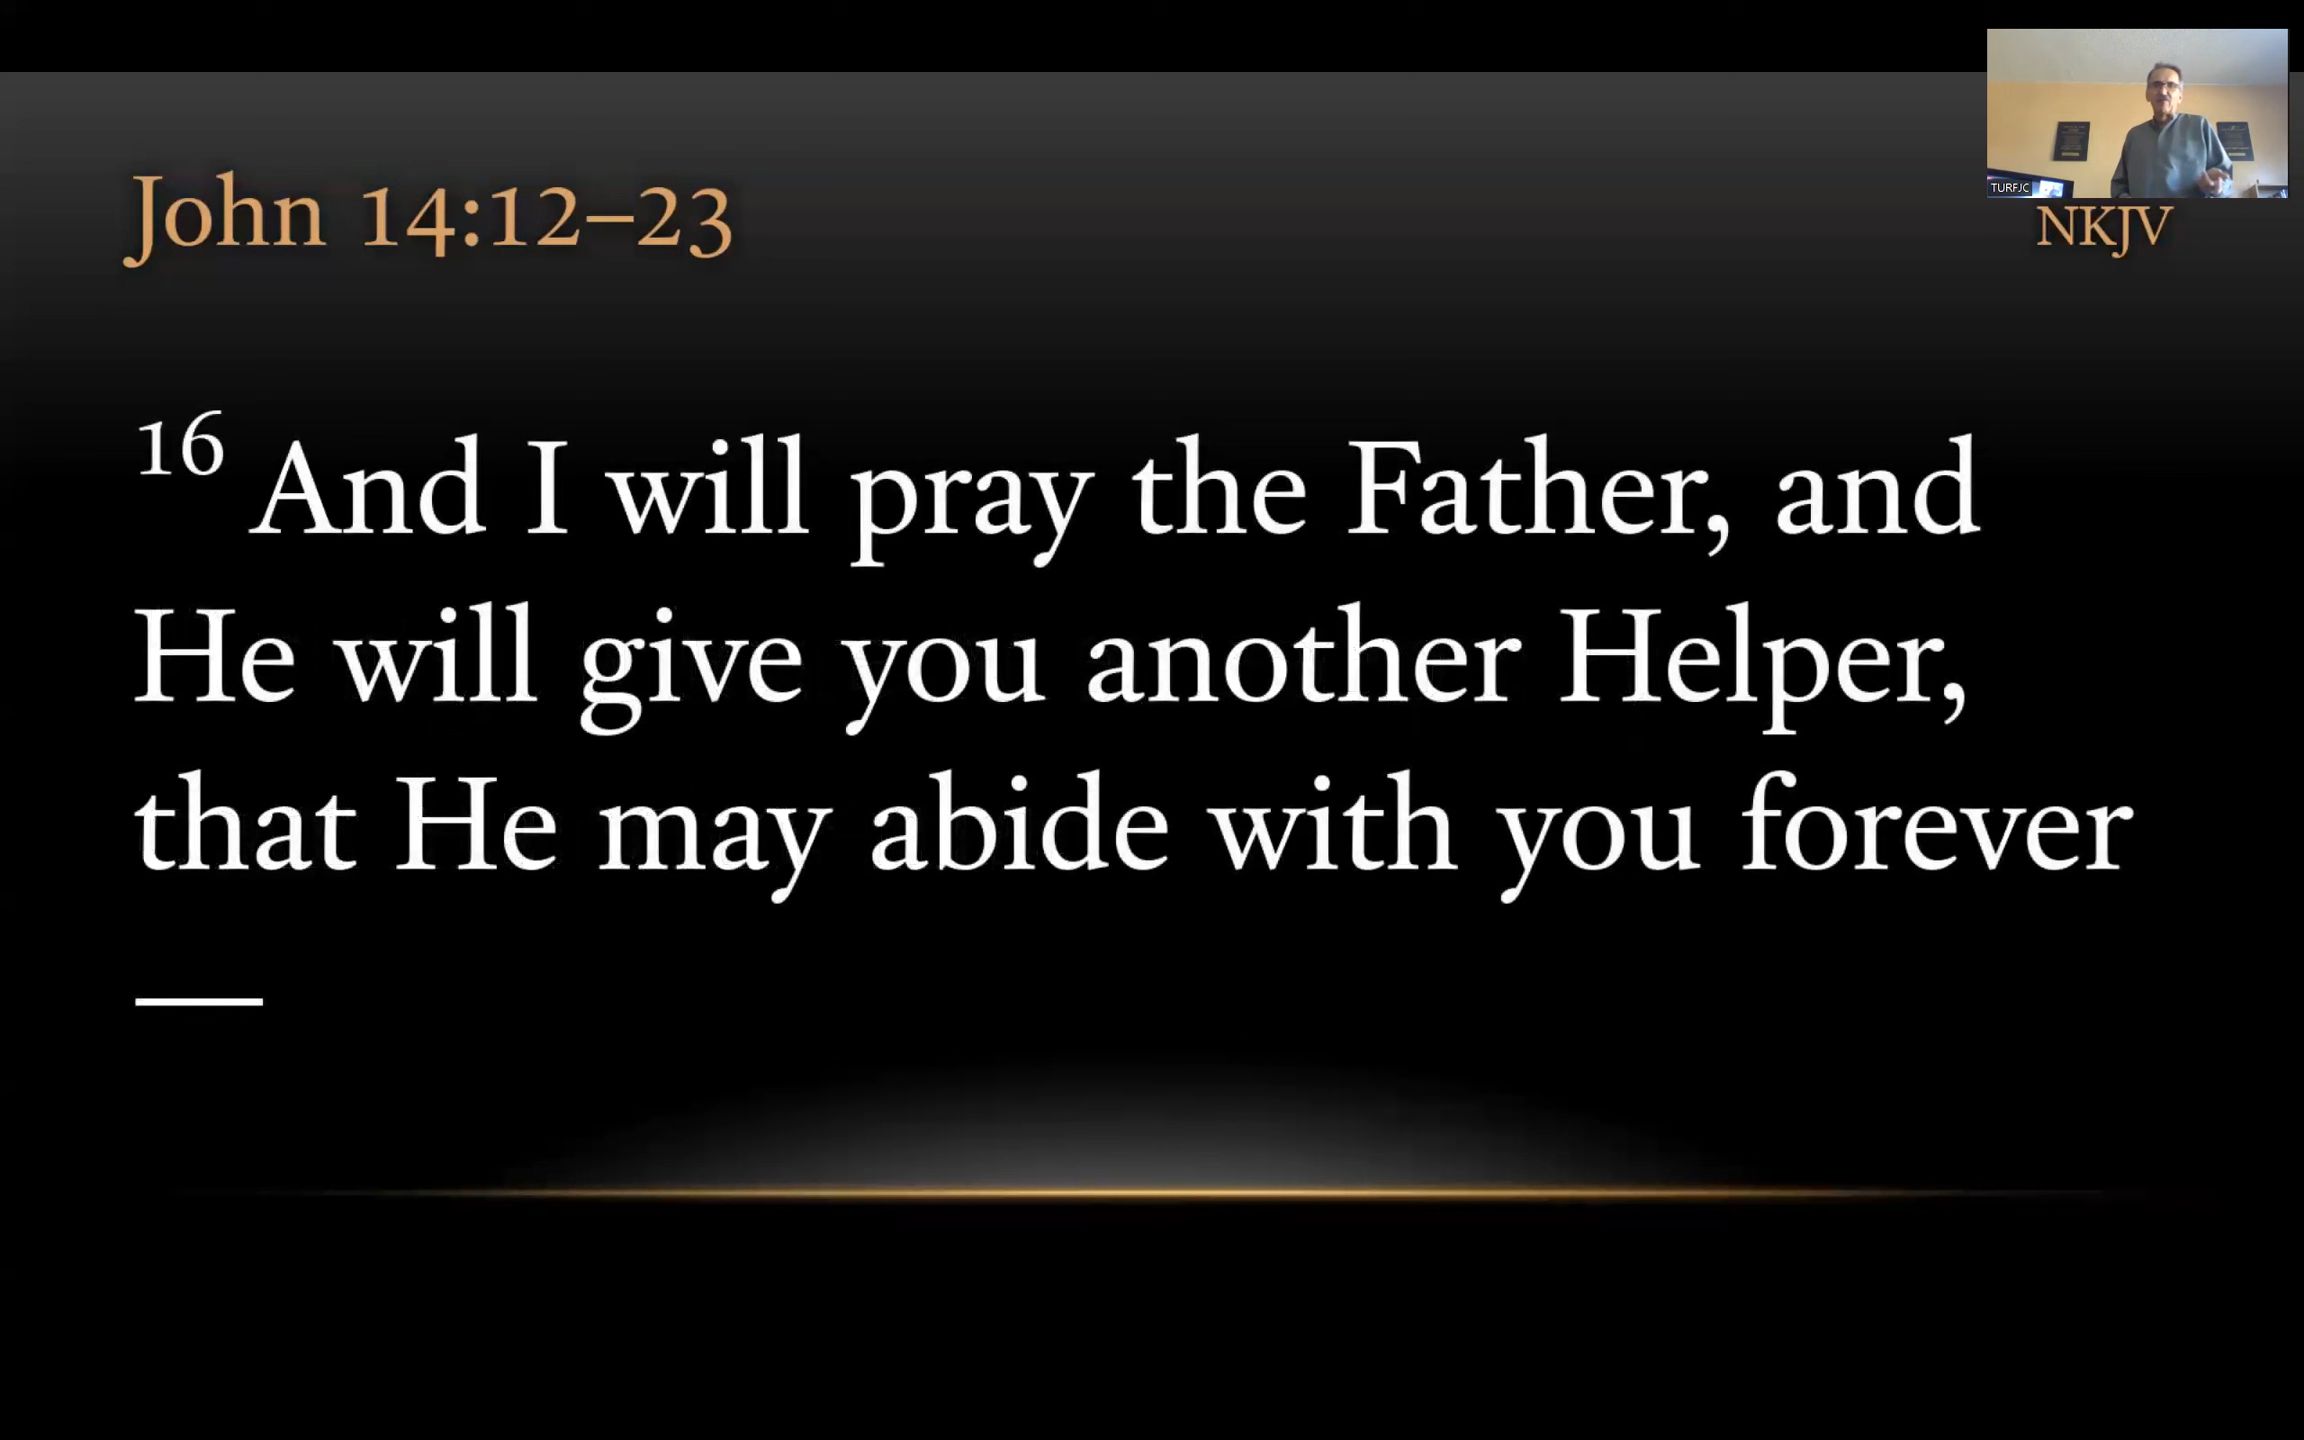 TURFJC
John 14:12–23
NKJV
16 And I will pray the Father, and
He will give you another Helper,
that He may abide with you forever
—